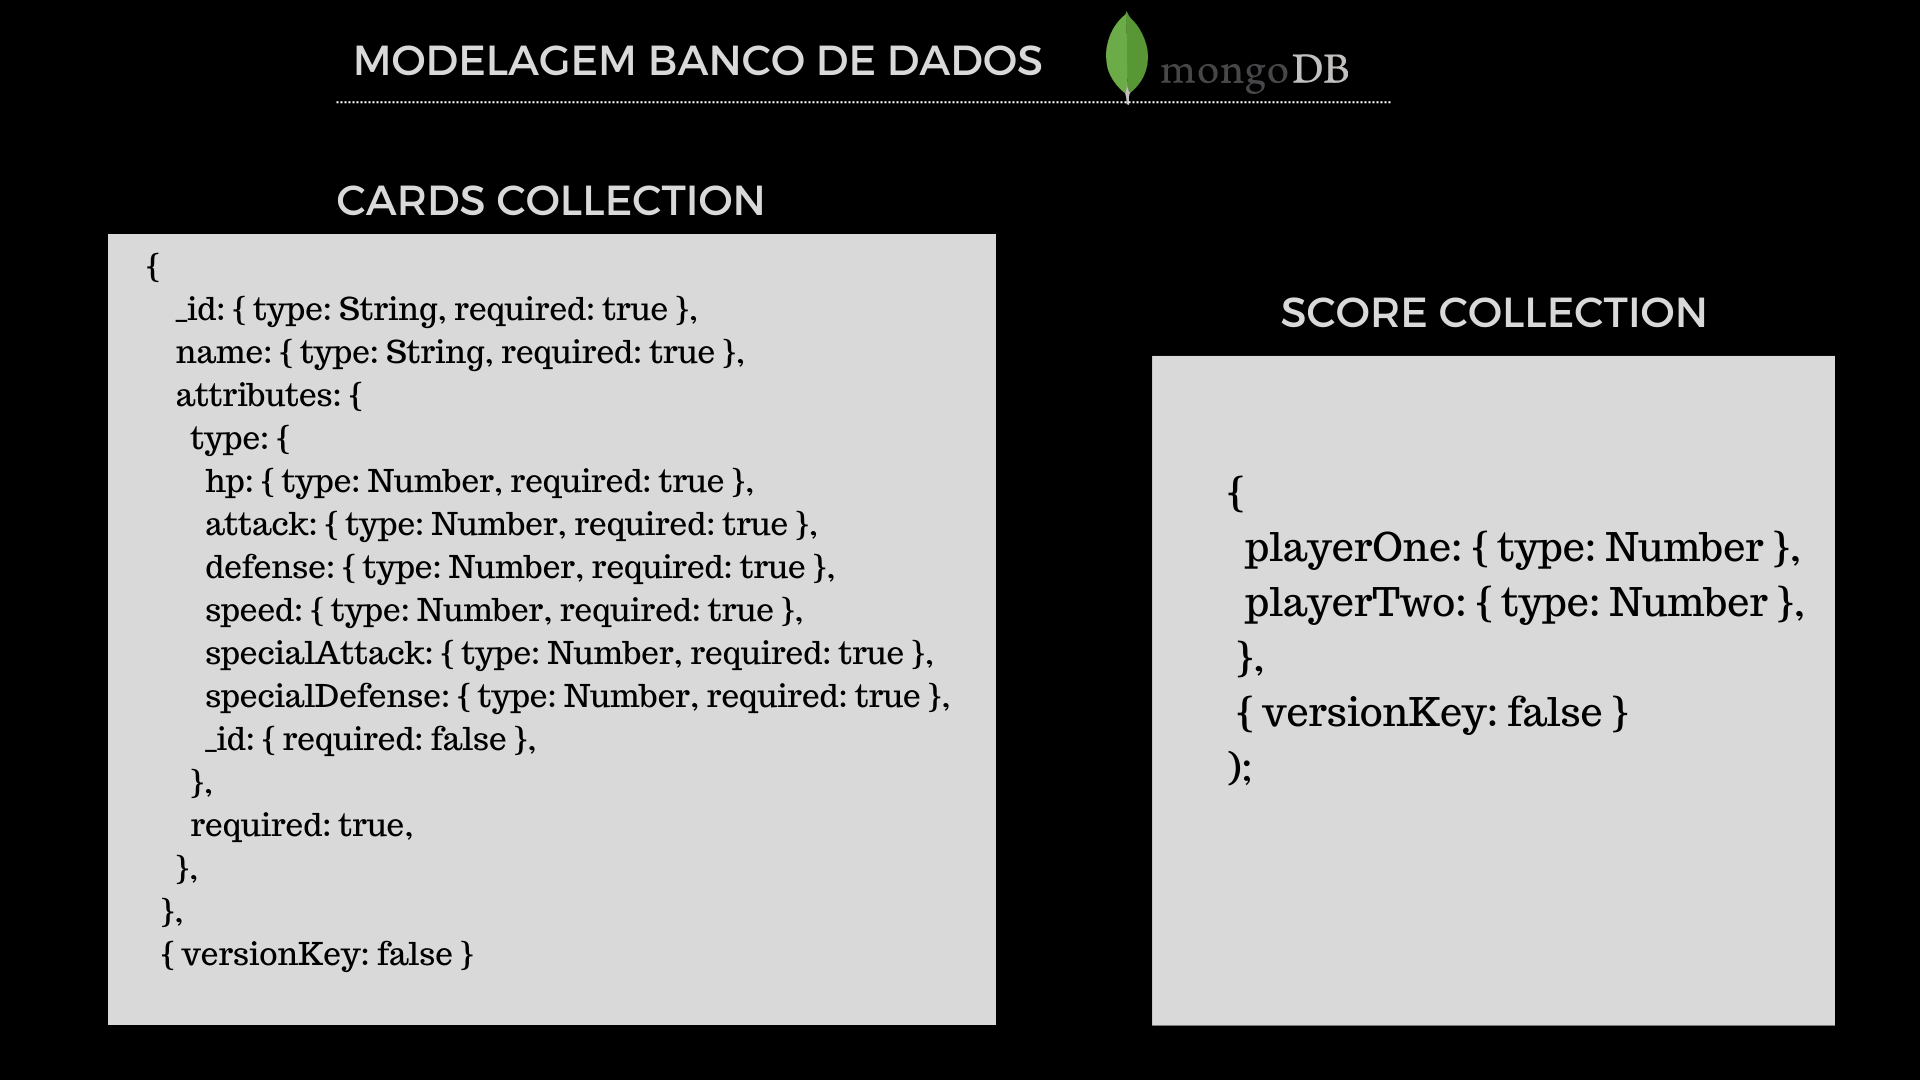 MODELAGEM BANCO DE DADOS
mongoDB
CARDS COLLECTION
{
_id: { type: String, required: true },
name: { type: String, required: true },
attributes: {
type: {
hp: { type: Number, required: true },
attack: { type: Number, required: true },
defense: { type: Number, required: true },
speed: { type: Number, required: true },
specialAttack: { type: Number, required: true },
specialDefense: { type: Number, required: true },
_id: { required: false },
},
required: true,
},
},
{ versionKey: false }
SCORE COLLECTION
{
playerOne: { type: Number },
playerTwo: { type: Number },
},
{ versionKey: false }
);